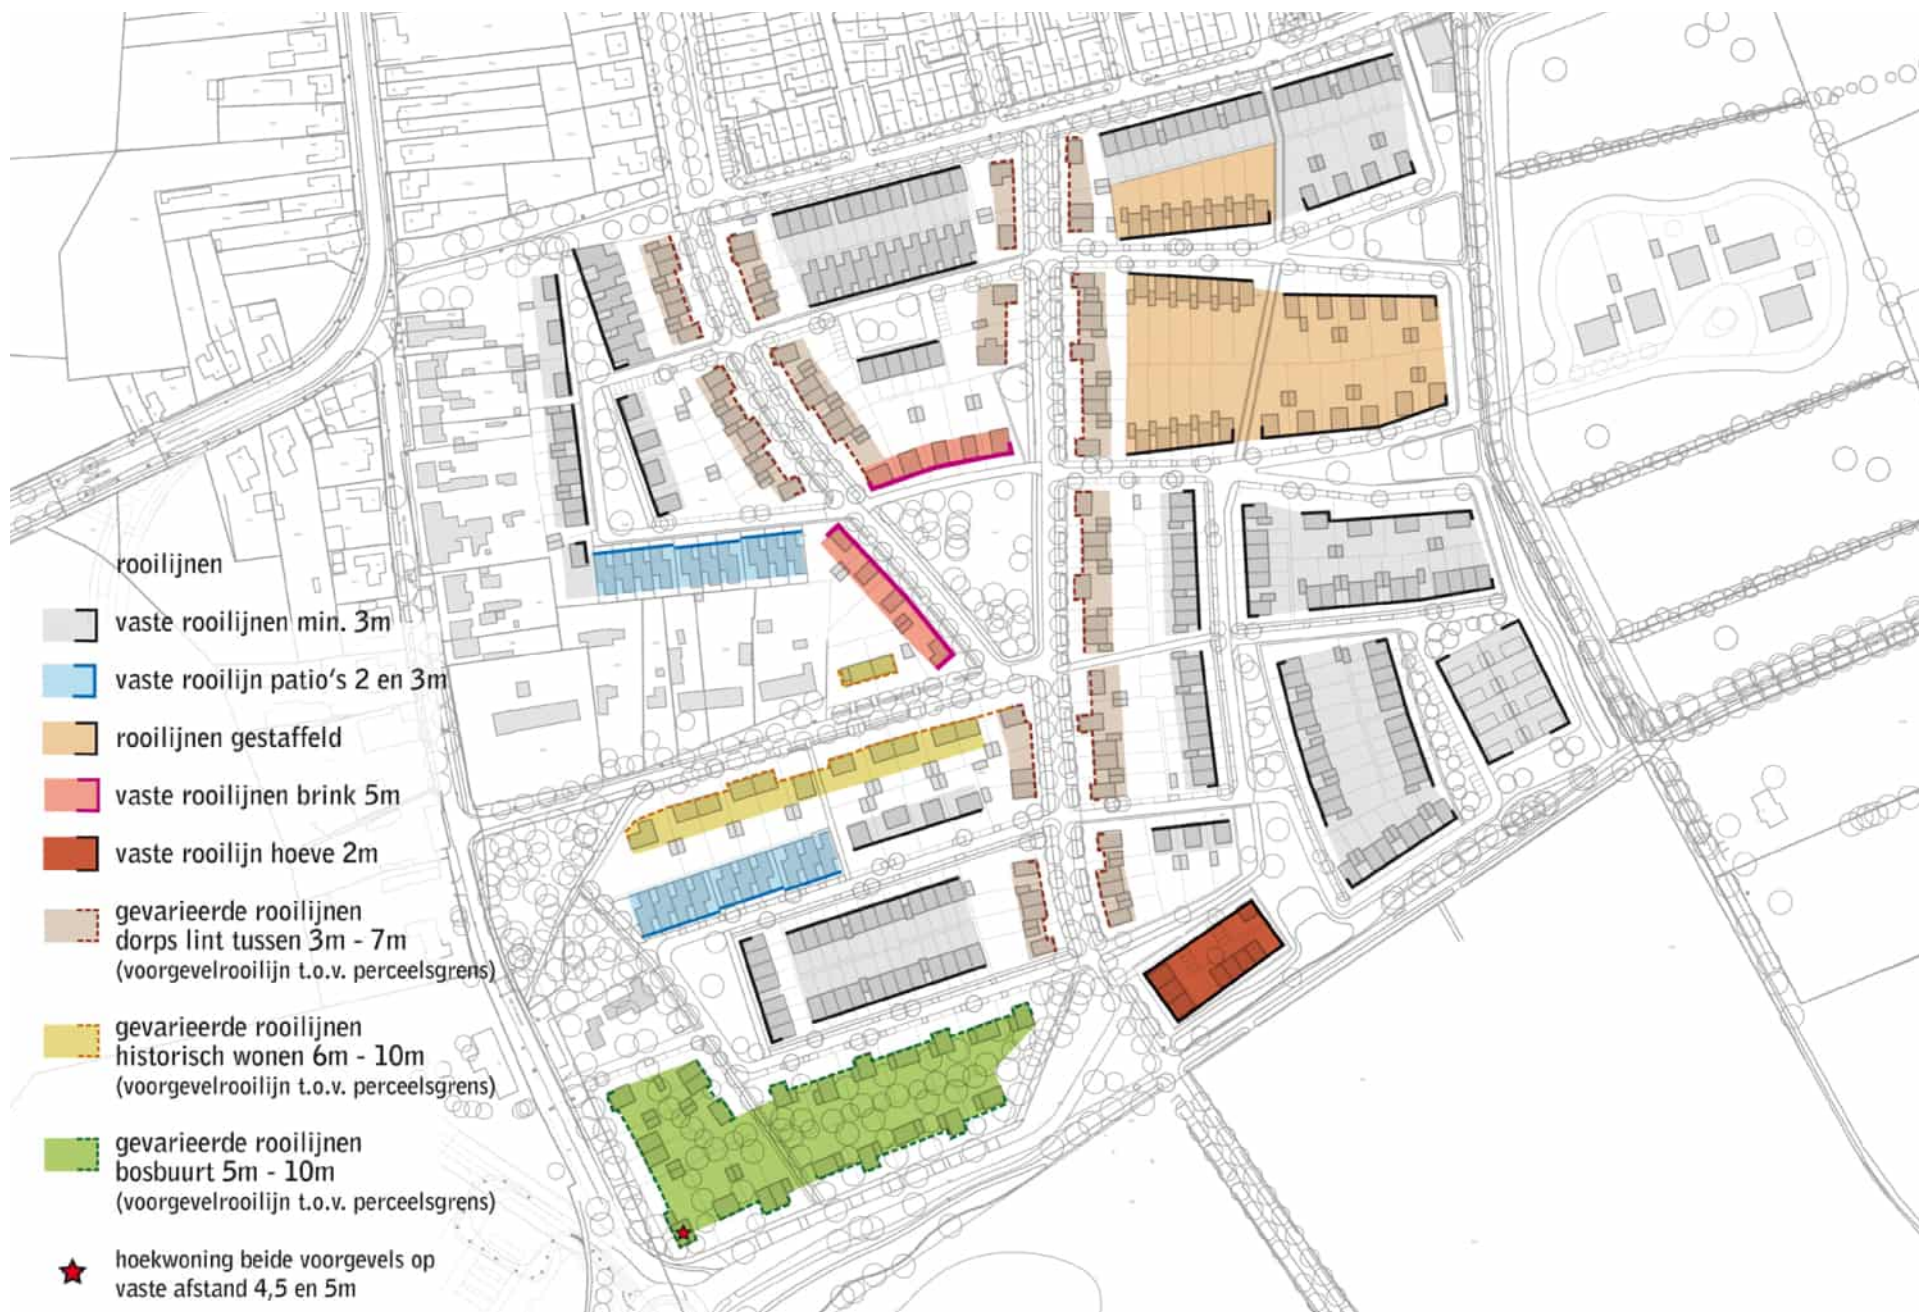 rooilijnen
vaste rooilijnen min. 3m
vaste rooilijn patio's 2 en 3m
rooilijnen gestaffeld
vaste rooilijnen brink 5m
vaste rooilijn hoeve 2m
gevarieerde rooilijnen
dorps lint tussen 3m - 7m
(voorgevelrooilijn t.o.v. perceelsgrens)
gevarieerde rooilijnen
historisch wonen 6m - 10m
(voorgevelrooilijn t.o.v. perceelsgrens)
gevarieerde rooilijnen
bosbuurt 5m - 10m
(voorgevelrooilijn t.o.v. perceelsgrens)
hoekwoning beide voorgevels op
vaste afstand 4,5 en 5m